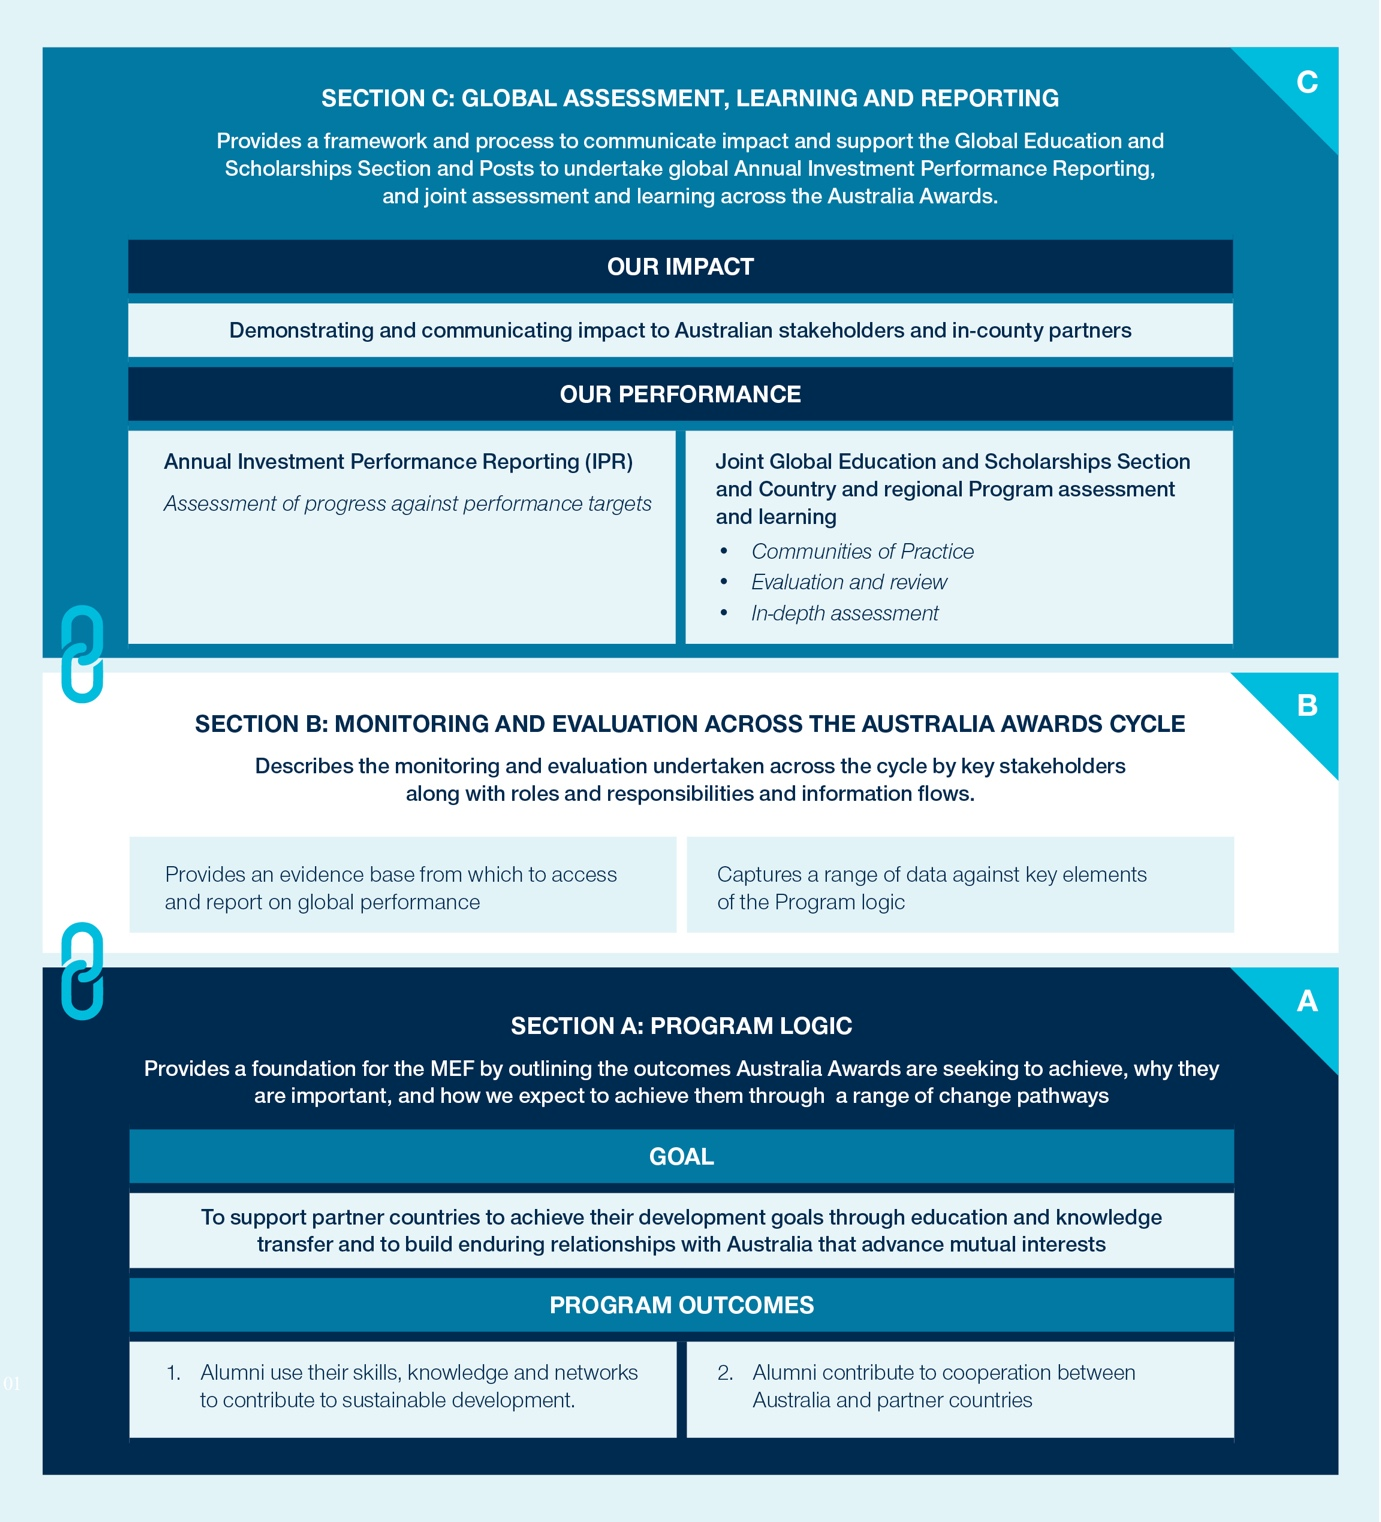 C
SECTION C: GLOBAL ASSESSMENT, LEARNING AND REPORTING
Provides a framework and process to communicate impact and support the Global Education and
Scholarships Section and Posts to undertake global Annual Investment Performance Reporting,
and joint assessment and learning across the Australia Awards.
OUR IMPACT
Demonstrating and communicating impact to Australian stakeholders and in-county partners
OUR PERFORMANCE
Annual Investment Performance Reporting (IPR)
Assessment of progress against performance targets
Joint Global Education and Scholarships Section
and Country and regional Program assessment
and learning
• Communities of Practice
• Evaluation and review
• In-depth assessment
B
SECTION B: MONITORING AND EVALUATION ACROSS THE AUSTRALIA AWARDS CYCLE
Describes the monitoring and evaluation undertaken across the cycle by key stakeholders
along with roles and responsibilities and information flows.
Provides an evidence base from which to access
and report on global performance
Captures a range of data against key elements
of the Program logic
A
SECTION A: PROGRAM LOGIC
Provides a foundation for the MEF by outlining the outcomes Australia Awards are seeking to achieve, why they
are important, and how we expect to achieve them through  a range of change pathways
GOAL
To support partner countries to achieve their development goals through education and knowledge
transfer and to build enduring relationships with Australia that advance mutual interests
PROGRAM OUTCOMES
1. Alumni use their skills, knowledge and networks
to contribute to sustainable development.
2. Alumni contribute to cooperation between
Australia and partner countries
01